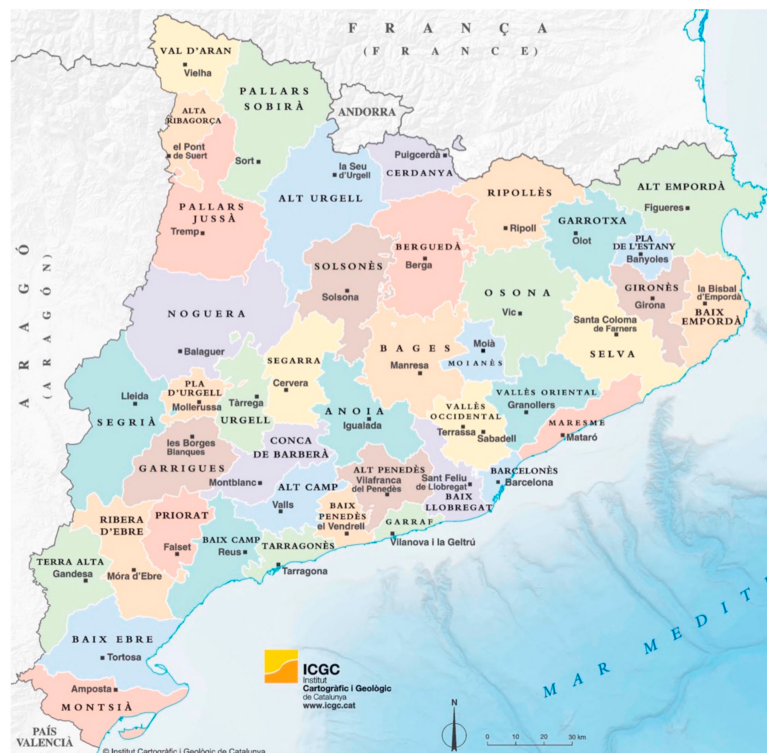 FRANÇA
(FRANCE)
VAL D'ARAN
Vielha
PALLARS
SOBIRÀ
ANDORRA
ALTA
RIBAGORÇA
el Pont
de Suert
Sort
la Seu
d'Urgell
ALT URGELL
Puigcerdà
CERDANYA
RIPOLLÈS
Ripoll
ALT EMPORDÀ
Figueres
GARROTXA
Olot
PLA
DE L'ESTANY
Banyoles
PALLARS
JUSSÀ
Tremp
SOLSONÈS
Solsona
BERGUEDÀ
Berga
OSONA
Vic
GIRONÈS
Girona
la Bisbal
d'Empordà
BAIX
EMPORDÀ
Santa Coloma
de Farners
SELVA
ARAGÓ
(ARAGÓN)
NOGUERA
Balaguer
SEGARRA
Cervera
BAGES
Manresa
Moià
MOIANÈS
Lleida
SEGRIÀ
PLA
D'URGELL
Mollerussa
Tàrrega
URGELL
ANOIA
Igualada
VALLÈS
OCCIDENTAL
Terrassa
Sabadell
VALLÈS ORIENTAL
Granollers
MARESME
Mataró
les Borges
Blanques
GARRIGUES
CONCA
DE BARBERÀ
Montblanc
ALT CAMP
Valls
ALT PENEDÈS
Vilafranca
del Penedès
Sant Feliu
de Llobregat
BAIX
LLOBREGAT
BARCELONÈS
Barcelona
RIBERA
D'EBRE
Móra d'Ebre
PRIORAT
Falset
BAIX CAMP
Reus
BAIX
PENEDÈS
el Vendrell
GARRAF
Vilanova i la Geltrú
TARRAGONÈS
Tarragona
TERRA ALTA
Gandesa
BAIX EBRE
Tortosa
Amposta
MONTSIÀ
PAÍS
VALENCIÀ
MAR MEDIT
ICGC
Institut
Cartogràfic i Geològic
de Catalunya
www.icgc.cat
N
0 10 20 30 km
© Institut Cartogràfic i Geològic de Catalunya